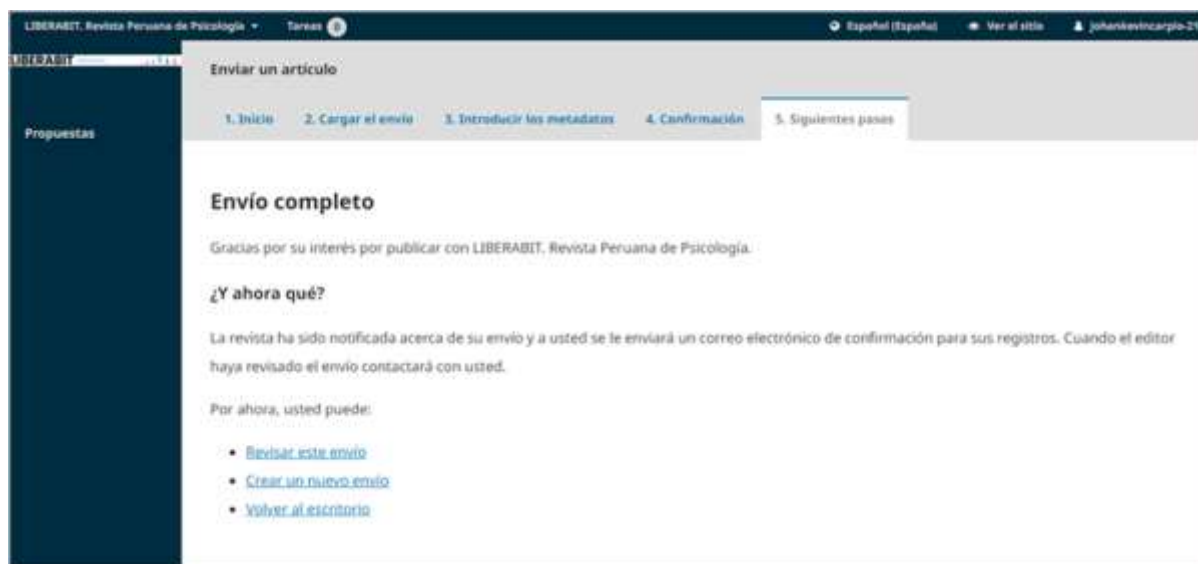 LIBERABIT. Revista Peruana de Psicología Tareas 0 Español (España) Ver el sitio
LIBERABIT
Enviar un artículo
1. Inicio 2. Cargar el envío 3. Introducir los metadatos 4. Confirmación 5. Siguientes pasos
Propuestas
Envío completo
Gracias por su interés por publicar con LIBERABIT. Revista Peruana de Psicología.
¿Y ahora qué?
La revista ha sido notificada acerca de su envío y a usted se le enviará un correo electrónico de confirmación para sus registros. Cuando el editor
haya revisado el envío contactará con usted.
Por ahora, usted puede:
Revisar este envío
Crear un nuevo envío
Volver al escritorio